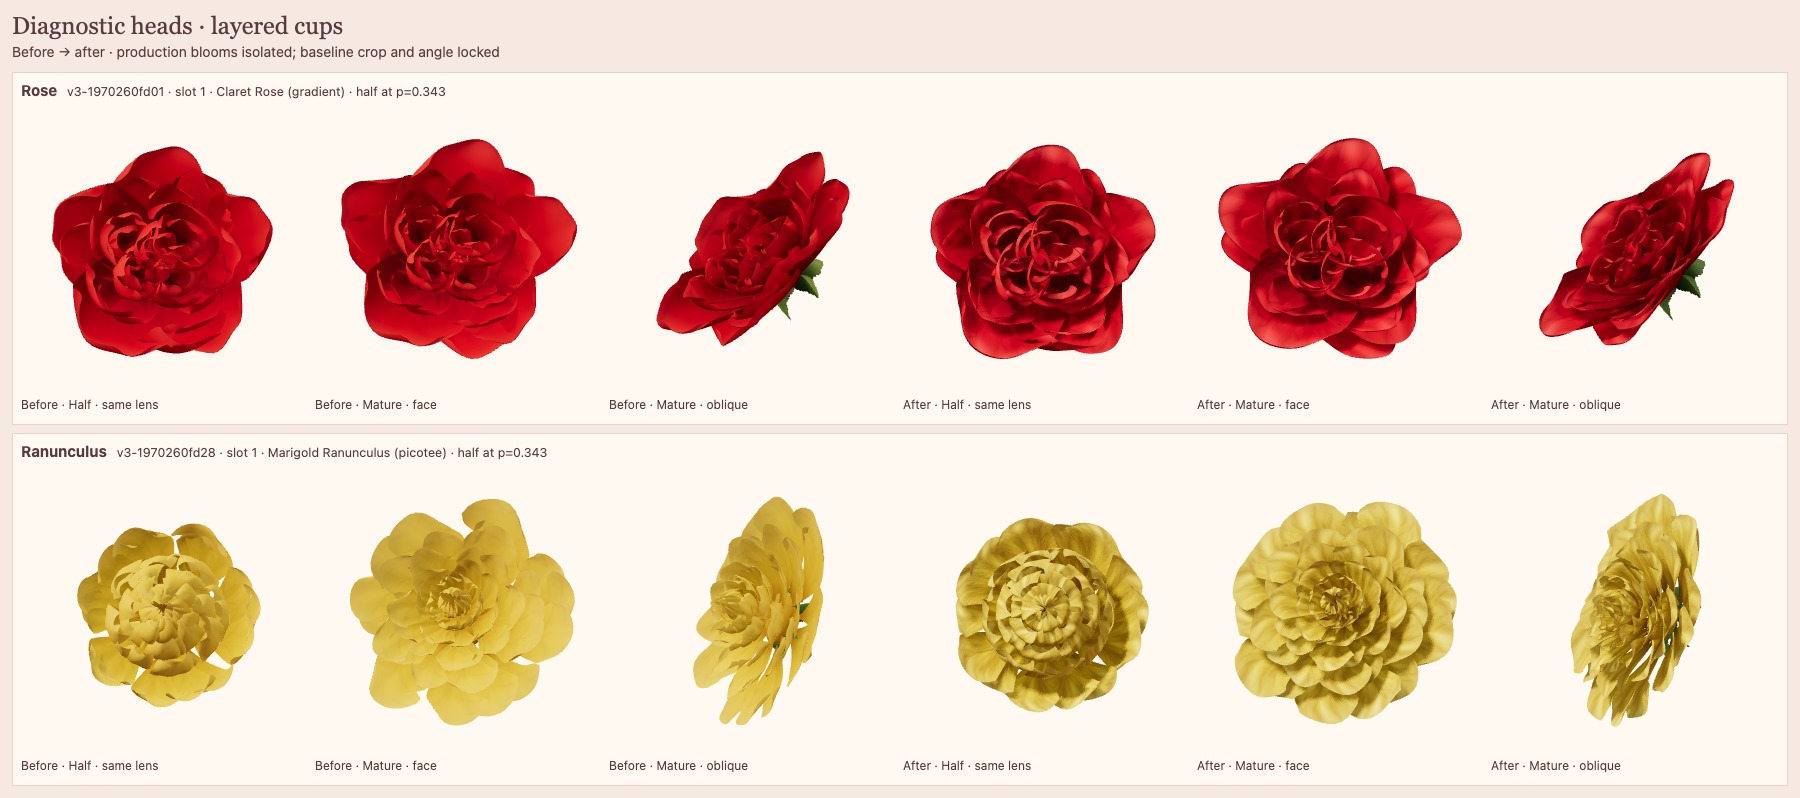 Diagnostic heads · layered cups
Before → after · production blooms isolated; baseline crop and angle locked
Rose v3-1970260fd01 · slot 1 · Claret Rose (gradient) · half at p=0.343
Before · Half · same lens
Before · Mature · face
Before · Mature · oblique
After · Half · same lens
After · Mature · face
After · Mature · oblique
Ranunculus v3-1970260fd28 · slot 1 · Marigold Ranunculus (picotee) · half at p=0.343
Before · Half · same lens
Before · Mature · face
Before · Mature · oblique
After · Half · same lens
After · Mature · face
After · Mature · oblique